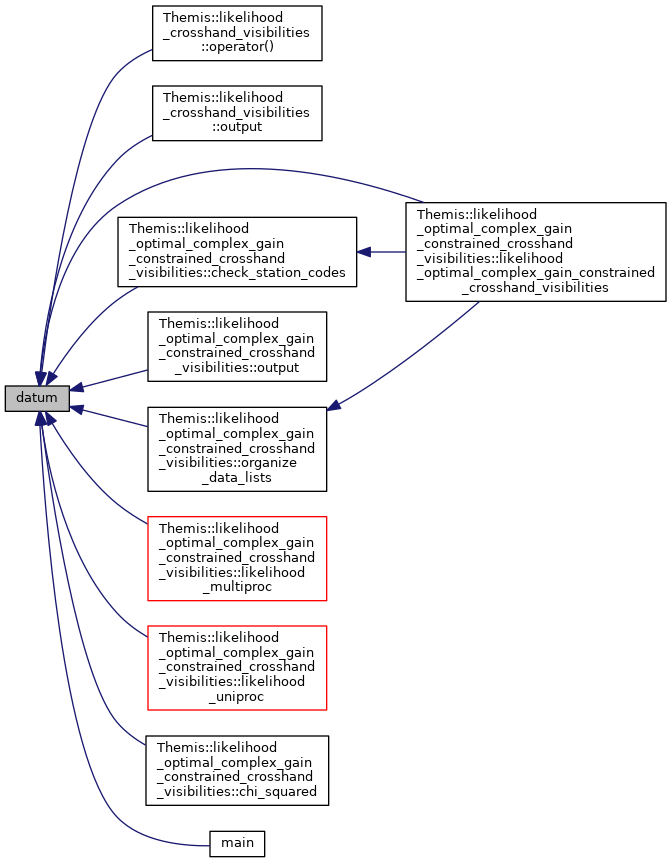 Themis::likelihood
_crosshand_visibilities
::operator()
Themis::likelihood
_crosshand_visibilities
::output
Themis::likelihood
_optimal_complex_gain
_constrained_crosshand
_visibilities::likelihood
_optimal_complex_gain_constrained
_crosshand_visibilities
Themis::likelihood
_optimal_complex_gain
_constrained_crosshand
_visibilities::check_station_codes
Themis::likelihood
_optimal_complex_gain
_constrained_crosshand
_visibilities::output
datum
Themis::likelihood
_optimal_complex_gain
_constrained_crosshand
_visibilities::organize
_data_lists
Themis::likelihood
_optimal_complex_gain
_constrained_crosshand
_visibilities::likelihood
_multiproc
Themis::likelihood
_optimal_complex_gain
_constrained_crosshand
_visibilities::likelihood
_uniproc
Themis::likelihood
_optimal_complex_gain
_constrained_crosshand
_visibilities::chi_squared
main